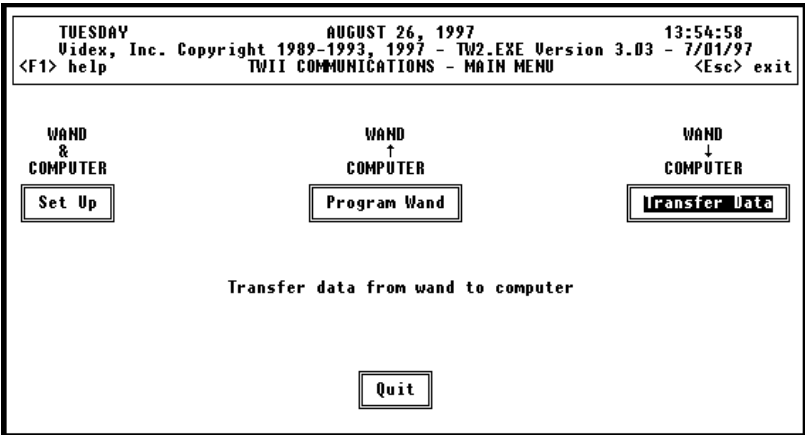 TUESDAY AUGUST 26, 1997 13:54:58
Videx, Inc. Copyright 1989-1993, 1997 - TW2.EXE Version 3.03 - 7/01/97
<F1> help TWII COMMUNICATIONS - MAIN MENU <Esc> exit
WAND WAND WAND
& ↑ ↓
COMPUTER COMPUTER COMPUTER
Set Up Program Wand Transfer Data
Transfer data from wand to computer
Quit